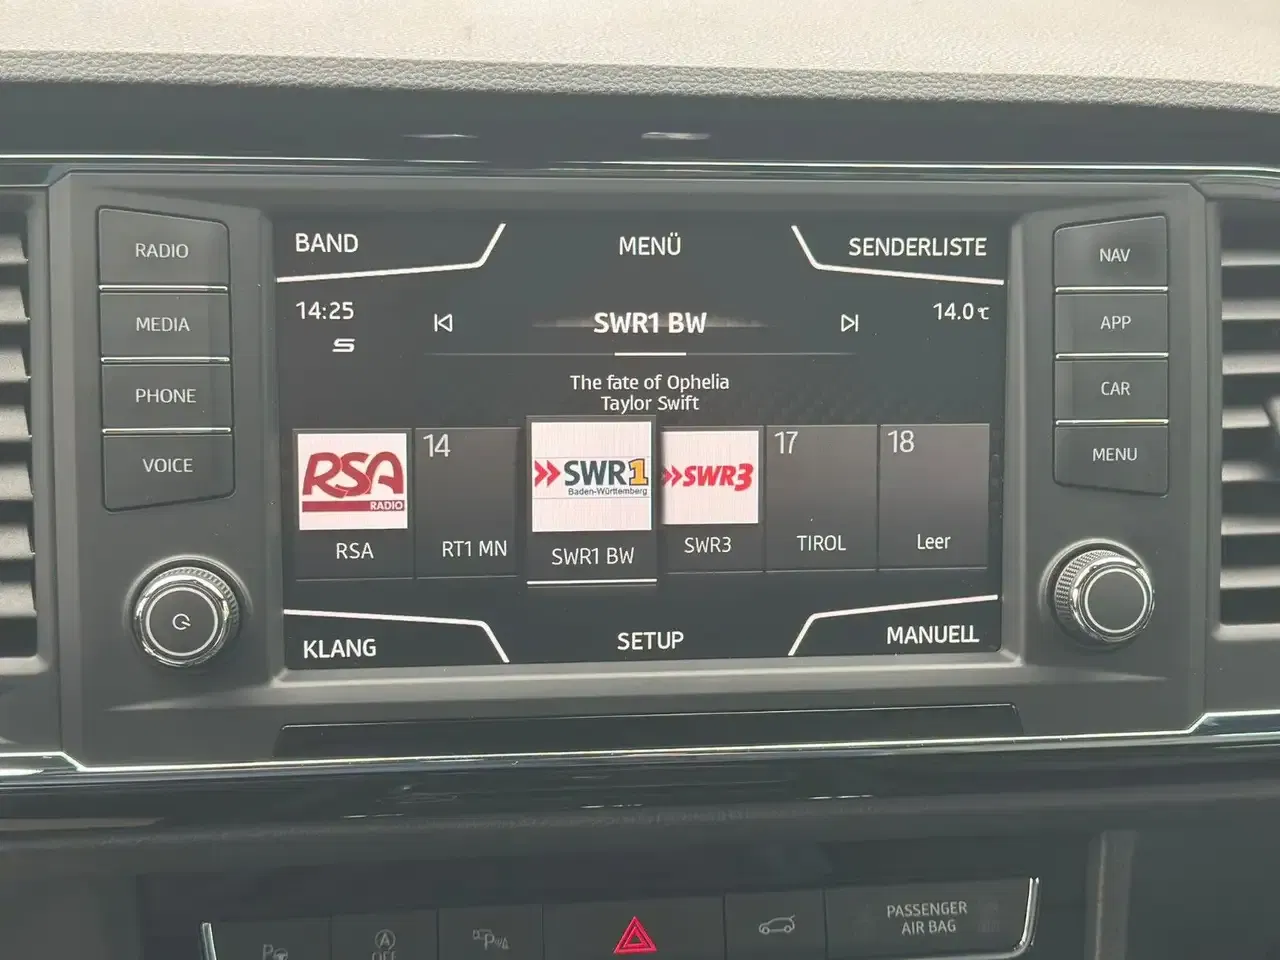 RADIO
MEDIA
PHONE
VOICE
BAND
MENÜ
SENDERLISTE
14:25
SWR1 BW
14.0 °C
The fate of Ophelia
Taylor Swift
RSA
RADIO
RSA
14
RT1 MN
SWR1
Baden-Württemberg
SWR1 BW
SWR3
SWR3
17
TIROL
18
Leer
KLANG
SETUP
MANUELL
NAV
APP
CAR
MENU
P
A
OFF
P
PASSENGER
AIR BAG